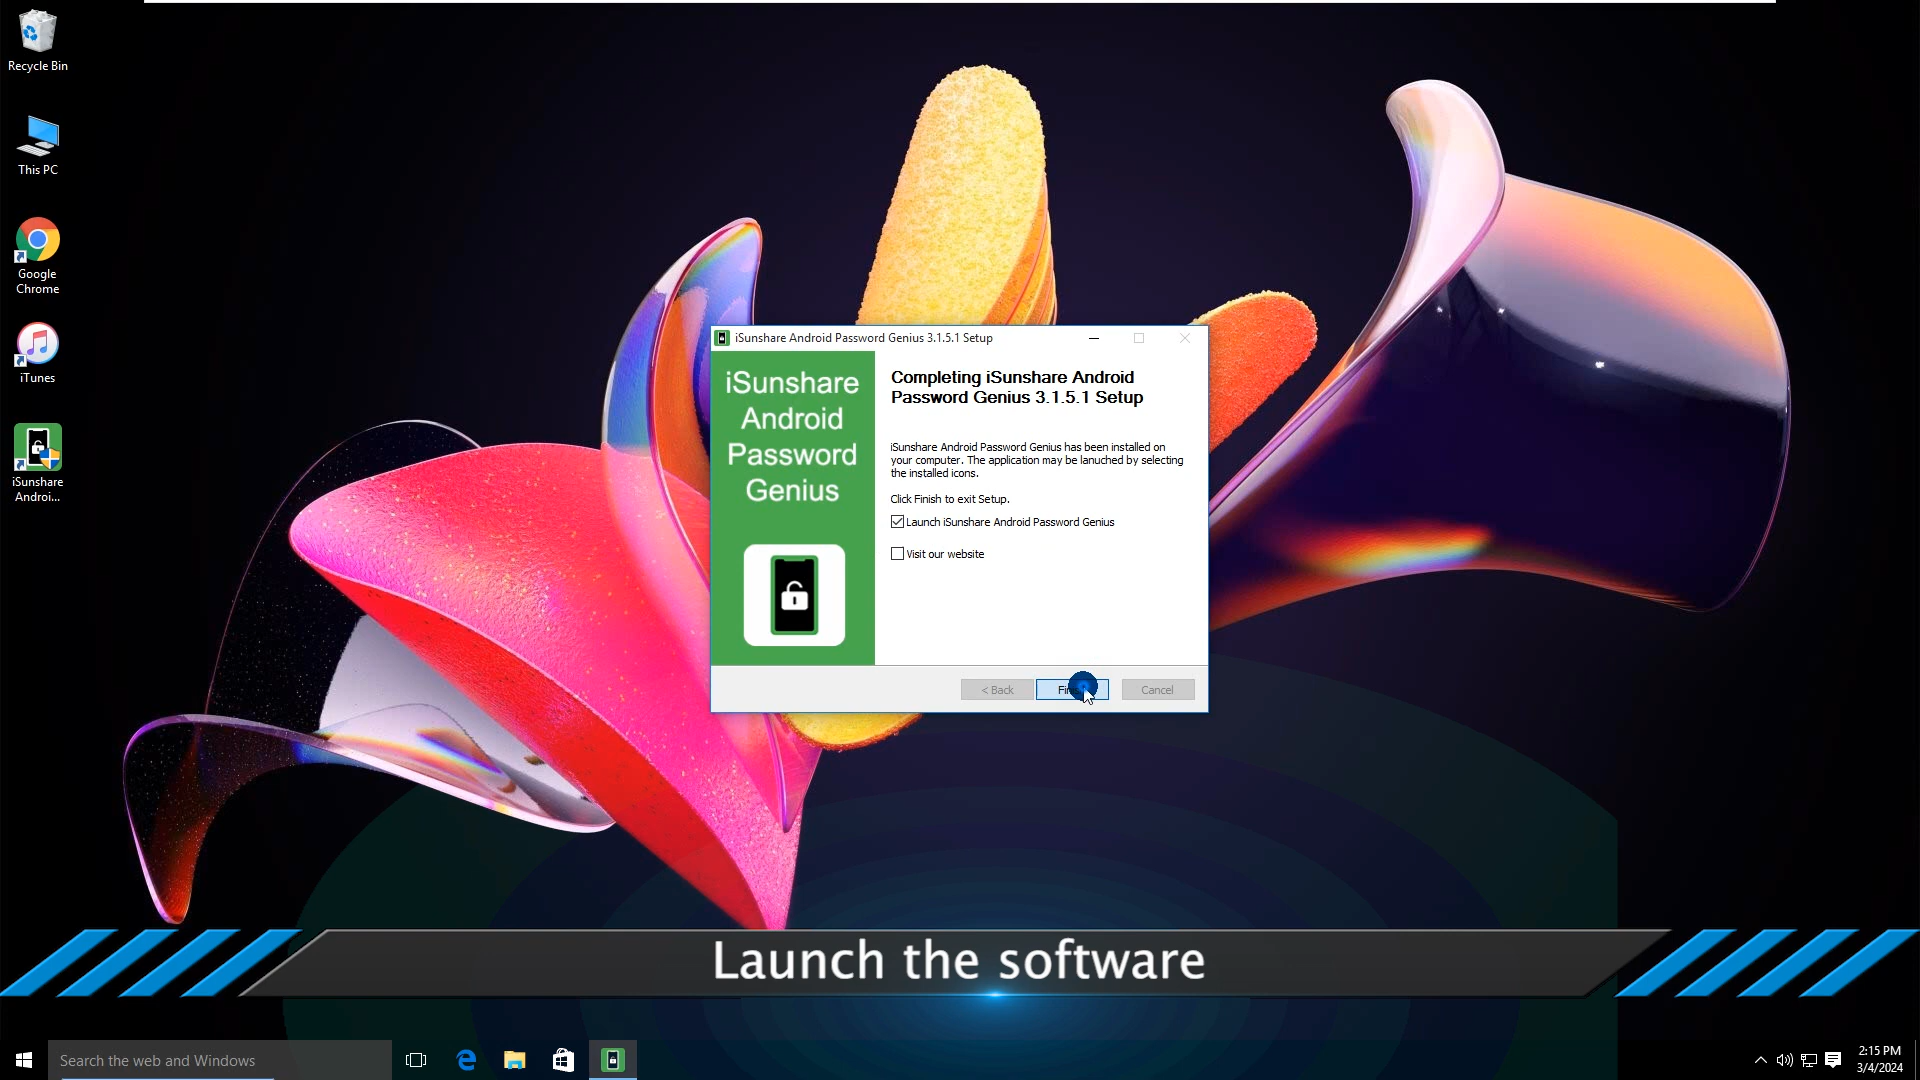 Recycle Bin
This PC
Google
Chrome
iTunes
iSunshare
Androi...
iSunshare Android Password Genius 3.1.5.1 Setup
iSunshare
Android
Password
Genius
Completing iSunshare Android
Password Genius 3.1.5.1 Setup
iSunshare Android Password Genius has been installed on
your computer. The application may be lanuched by selecting
the installed icons.
Click Finish to exit Setup.
Launch iSunshare Android Password Genius
Visit our website
< Back
Cancel
Launch the software
Search the web and Windows
2:15 PM
3/4/2024